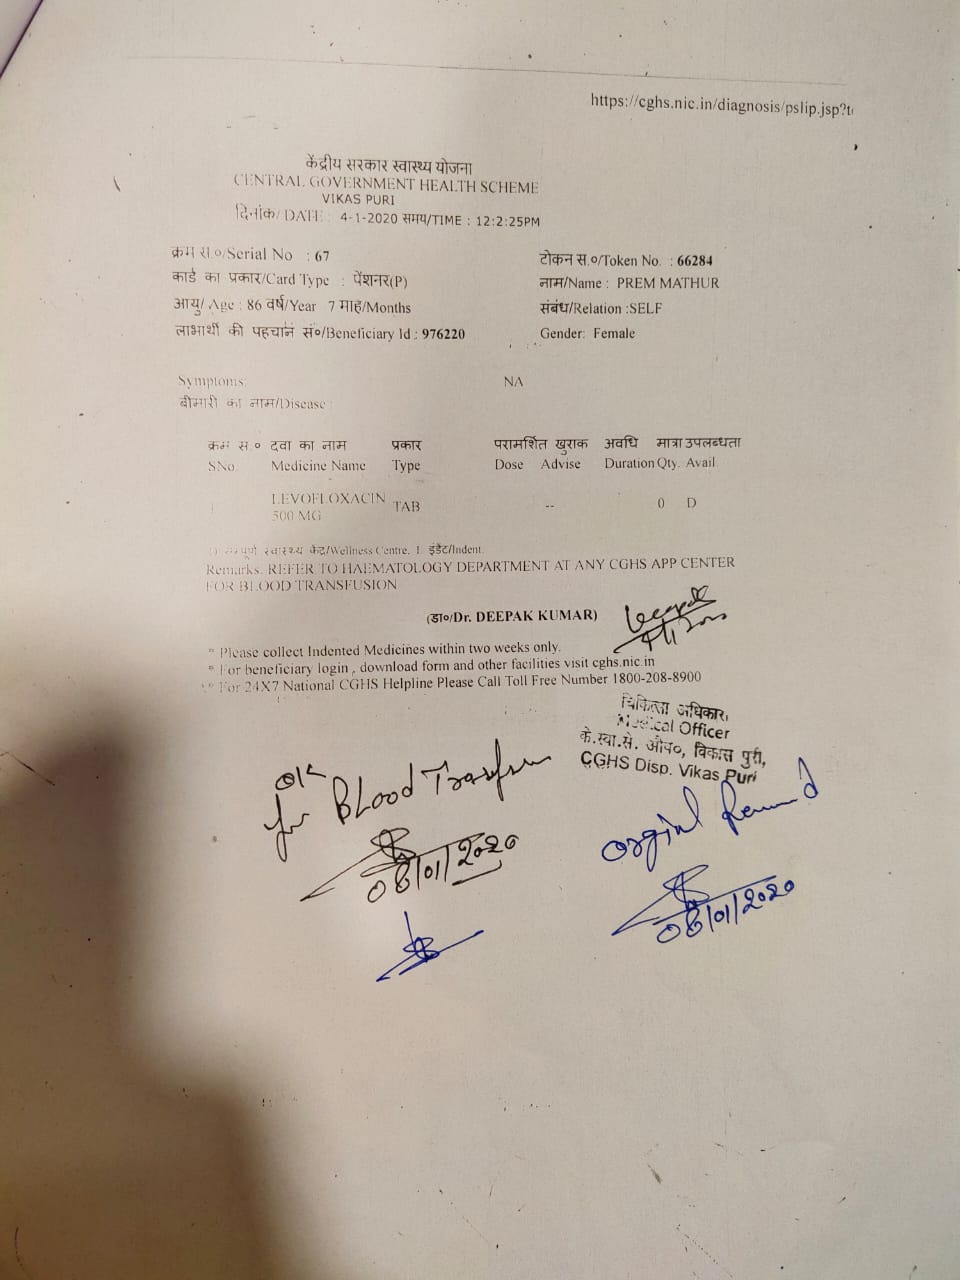 https://cghs.nic.in/diagnosis/pslip.jsp?t
केंद्रीय सरकार स्वास्थ्य योजना
CENTRAL GOVERNMENT HEALTH SCHEME
VIKAS PURI
दिनांक/ DATE : 4-1-2020 समय/TIME : 12:2:25PM
क्रम स.०/Serial No : 67 टोकन स.०/Token No. : 66284
कार्ड का प्रकार/Card Type : पेंशनर(P) नाम/Name : PREM MATHUR
आयु/ Age : 86 वर्ष/Year 7 माह/Months संबंध/Relation :SELF
लाभार्थी की पहचान सं०/Beneficiary Id : 976220 Gender: Female
Symptoms: NA
बीमारी का नाम/Disease :
क्रम स.० दवा का नाम प्रकार परामर्शित खुराक अवधि मात्रा उपलब्धता
SNo. Medicine Name Type Dose Advise Duration Qty. Avail.
1 LEVOFLOXACIN 500 MG TAB -- 0 D
स्वास्थ्य केंद्र/Wellness Centre, I. इंडेंट/Indent.
Remarks. REFER TO HAEMATOLOGY DEPARTMENT AT ANY CGHS APP CENTER
FOR BLOOD TRANSFUSION
(डा०/Dr. DEEPAK KUMAR)
* Please collect Indented Medicines within two weeks only.
* For beneficiary login , download form and other facilities visit cghs.nic.in
* For 24X7 National CGHS Helpline Please Call Toll Free Number 1800-208-8900
चिकित्सा अधिकारी
Medical Officer
के.स्वा.से. औष०, विकास पुरी,
CGHS Disp. Vikas Puri
OK
for Blood
08/01/2020
08/01/2020